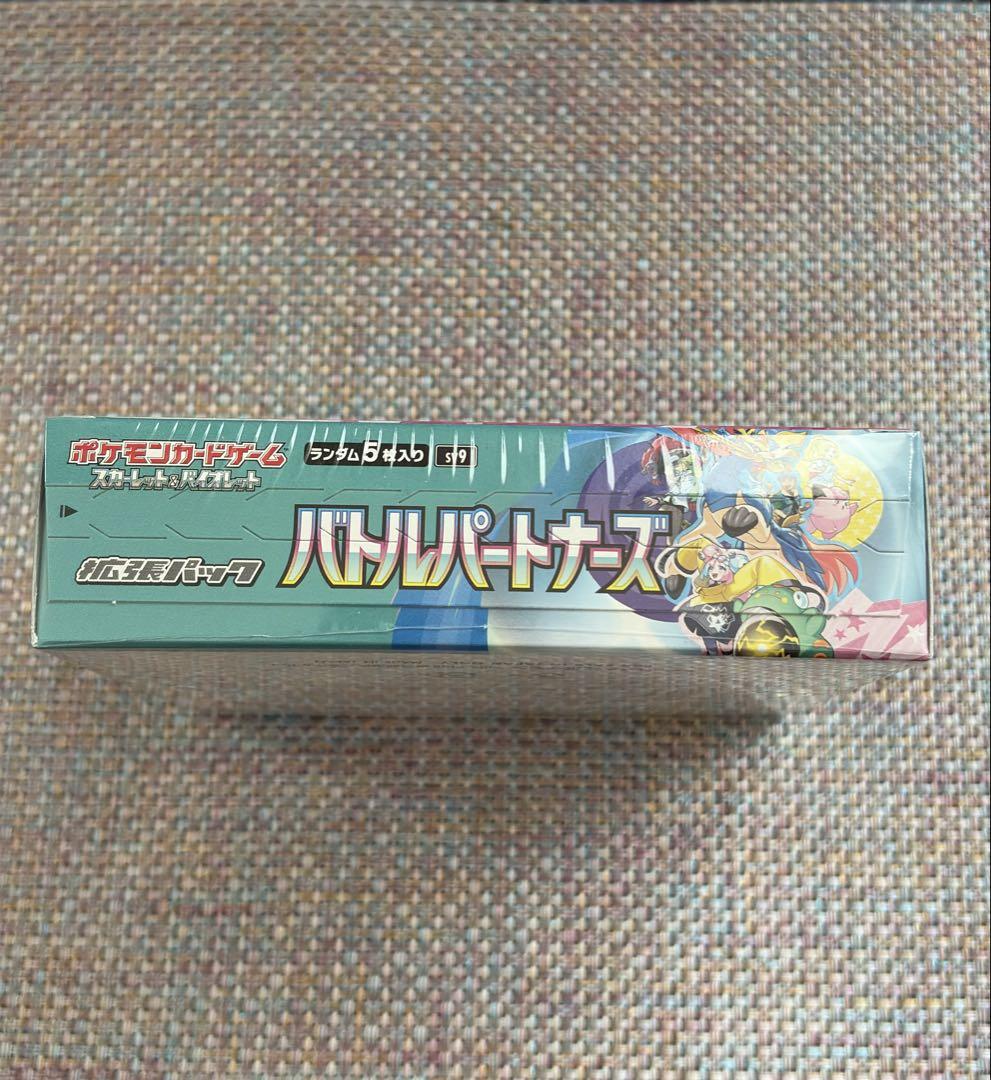 ポケモンカードゲーム
スカーレット&バイオレット
ランダム5枚入り
sv9
拡張パック
バトルパートナーズ